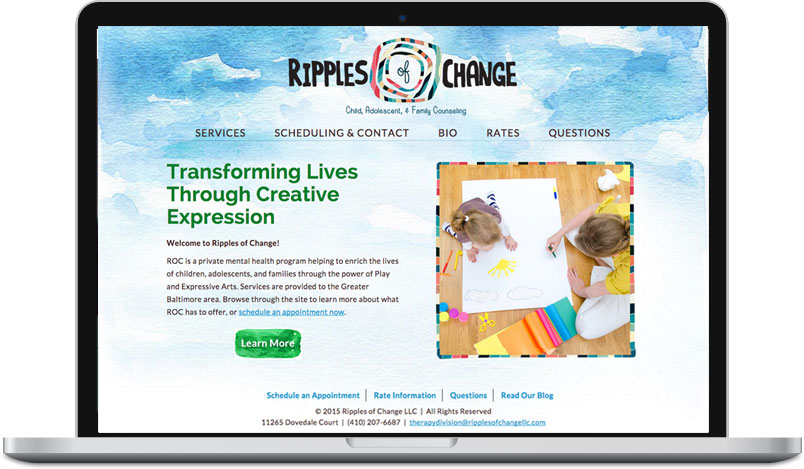 RIPPLES of CHANGE
Child, Adolescent, & Family Counseling
SERVICES SCHEDULING & CONTACT BIO RATES QUESTIONS
Transforming Lives
Through Creative
Expression
Welcome to Ripples of Change!
ROC is a private mental health program helping to enrich the lives
of children, adolescents, and families through the power of Play
and Expressive Arts. Services are provided to the Greater
Baltimore area. Browse through the site to learn more about what
ROC has to offer, or schedule an appointment now.
Learn More
Schedule an Appointment | Rate Information | Questions | Read Our Blog
© 2015 Ripples of Change LLC | All Rights Reserved
11265 Dovedale Court | (410) 207-6687 | therapydivision@ripplesofchangellc.com